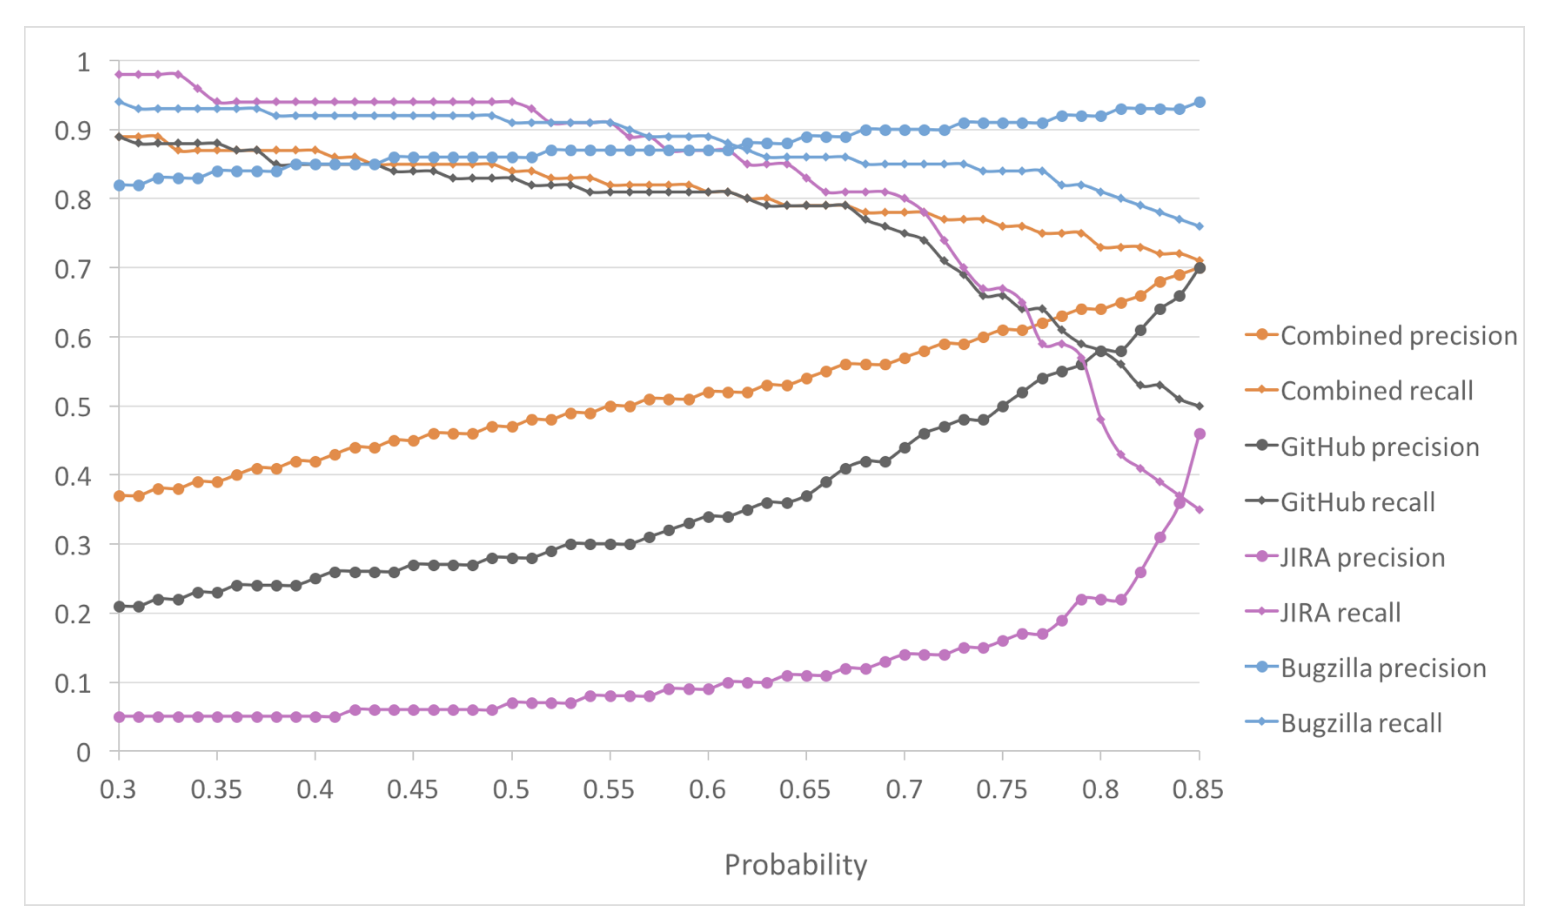 1
0.9
0.8
0.7
0.6
0.5
0.4
0.3
0.2
0.1
0
0.3 0.35 0.4 0.45 0.5 0.55 0.6 0.65 0.7 0.75 0.8 0.85
Probability
Combined precision
Combined recall
GitHub precision
GitHub recall
JIRA precision
JIRA recall
Bugzilla precision
Bugzilla recall